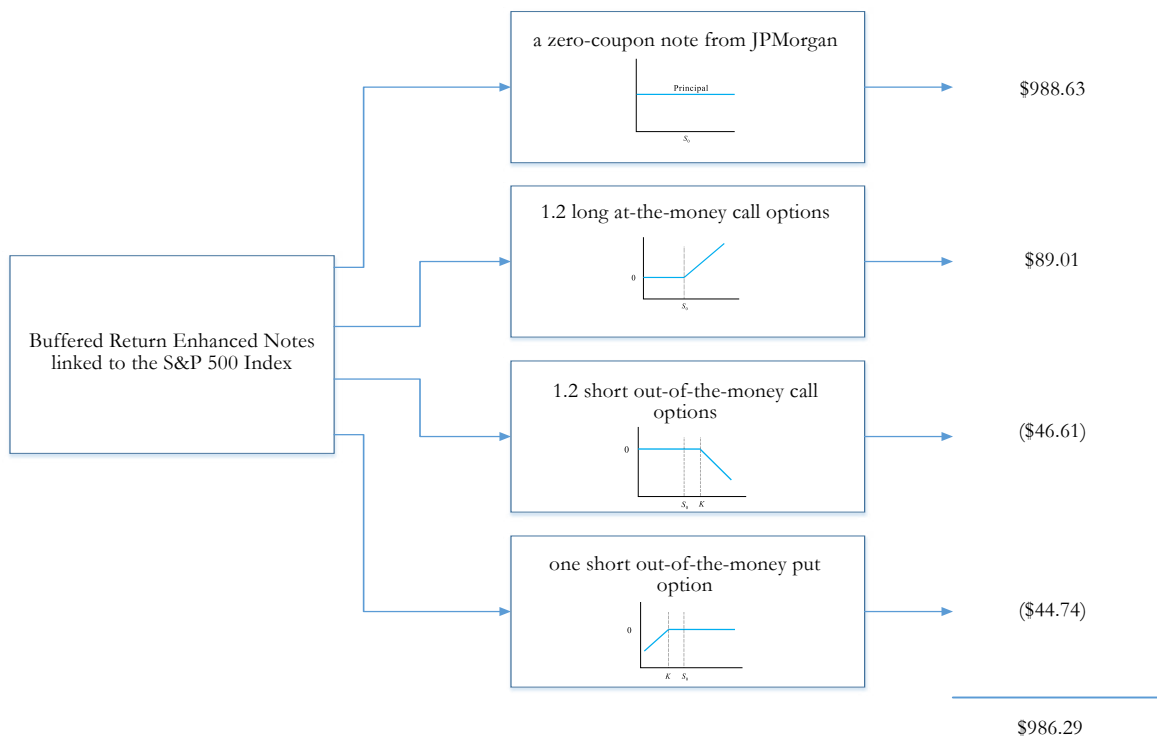 Buffered Return Enhanced Notes
linked to the S&P 500 Index
a zero-coupon note from JPMorgan
Principal
S₀
$988.63
1.2 long at-the-money call options
0
S₀
$89.01
1.2 short out-of-the-money call
options
0
S₀ K
($46.61)
one short out-of-the-money put
option
0
K S₀
($44.74)
$986.29